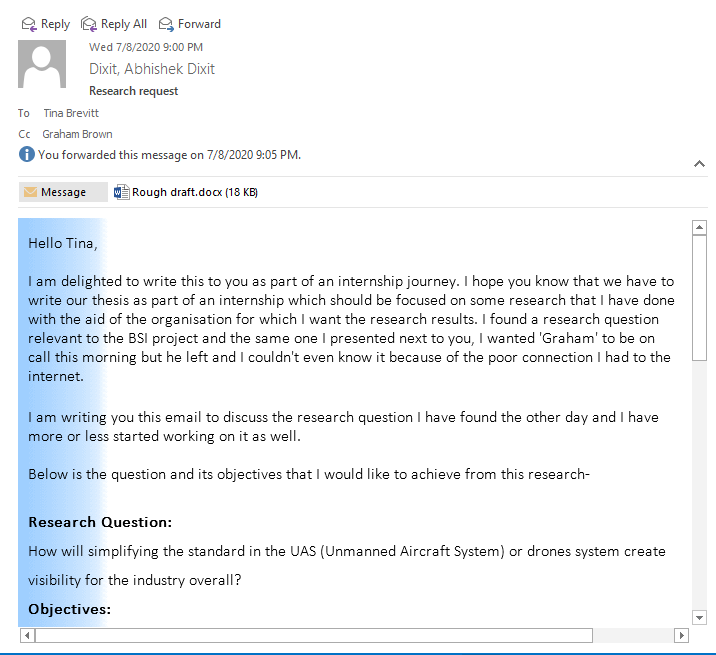 Reply Reply All Forward
Wed 7/8/2020 9:00 PM
Dixit, Abhishek Dixit
Research request
To Tina Brevitt
Cc Graham Brown
You forwarded this message on 7/8/2020 9:05 PM.
Message Rough draft.docx (18 KB)
Hello Tina,
I am delighted to write this to you as part of an internship journey. I hope you know that we have to
write our thesis as part of an internship which should be focused on some research that I have done
with the aid of the organisation for which I want the research results. I found a research question
relevant to the BSI project and the same one I presented next to you, I wanted 'Graham' to be on
call this morning but he left and I couldn't even know it because of the poor connection I had to the
internet.
I am writing you this email to discuss the research question I have found the other day and I have
more or less started working on it as well.
Below is the question and its objectives that I would like to achieve from this research-
Research Question:
How will simplifying the standard in the UAS (Unmanned Aircraft System) or drones system create
visibility for the industry overall?
Objectives: